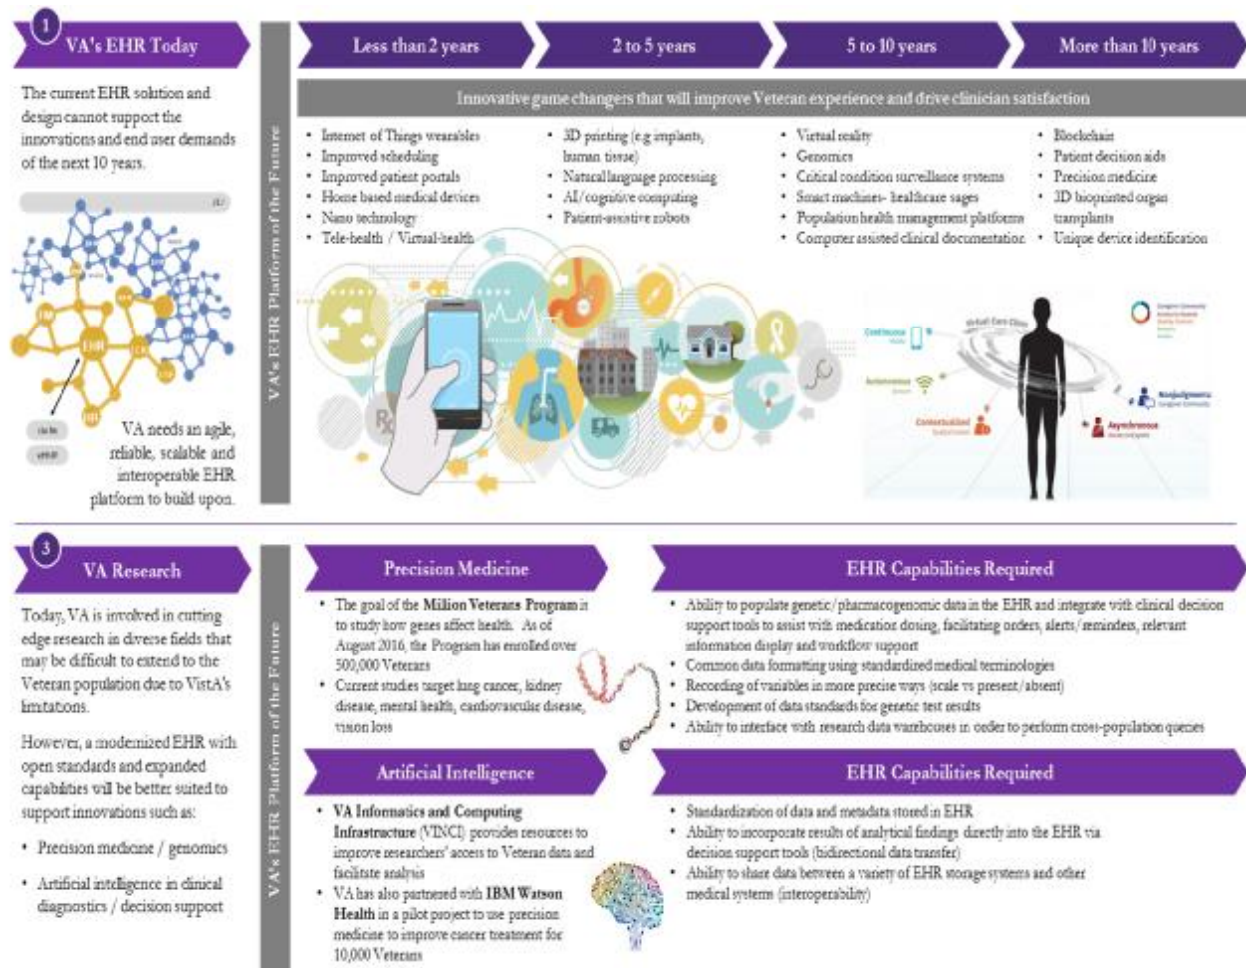 1
VA's EHR Today
The current EHR solution and
design cannot support the
innovations and end user demands
of the next 10 years.
EHR
VA needs an agile,
reliable, scalable and
interoperable EHR
platform to build upon.
VA's EHR Platform of the Future
Less than 2 years
2 to 5 years
5 to 10 years
More than 10 years
Innovative game changers that will improve Veteran experience and drive clinician satisfaction
• Internet of Things wearables
• Improved scheduling
• Improved patient portals
• Home based medical devices
• Nano technology
• Tele-health / Virtual-health
• 3D printing (e.g implants,
human tissue)
• Natural language processing
• AI/cognitive computing
• Patient-assistive robots
• Virtual reality
• Genomics
• Critical condition surveillance systems
• Smart machines- healthcare sages
• Population health management platforms
• Computer assisted clinical documentation
• Blockchain
• Patient decision aids
• Precision medicine
• 3D bioprinted organ
transplants
• Unique device identification
Rx
Virtual Care Clinic
Continuous
Autonomous
Contextualized
Nonjudgmental
Caregiver Community
Asynchronous
3
VA Research
Today, VA is involved in cutting
edge research in diverse fields that
may be difficult to extend to the
Veteran population due to VistA's
limitations.
However, a modernized EHR with
open standards and expanded
capabilities will be better suited to
support innovations such as:
• Precision medicine / genomics
• Artificial intelligence in clinical
diagnostics / decision support
VA's EHR Platform of the Future
Precision Medicine
• The goal of the Million Veterans Program is
to study how genes affect health. As of
August 2016, the Program has enrolled over
500,000 Veterans
• Current studies target lung cancer, kidney
disease, mental health, cardiovascular disease,
vision loss
EHR Capabilities Required
• Ability to populate genetic/pharmacogenomic data in the EHR and integrate with clinical decision
support tools to assist with medication dosing, facilitating orders, alerts/reminders, relevant
information display and workflow support
• Common data formatting using standardized medical terminologies
• Recording of variables in more precise ways (scale vs present/absent)
• Development of data standards for genetic test results
• Ability to interface with research data warehouses in order to perform cross-population queries
Artificial Intelligence
• VA Informatics and Computing
Infrastructure (VINCI) provides resources to
improve researchers' access to Veteran data and
facilitate analysis
• VA has also partnered with IBM Watson
Health in a pilot project to use precision
medicine to improve cancer treatment for
10,000 Veterans
EHR Capabilities Required
• Standardization of data and metadata stored in EHR
• Ability to incorporate results of analytical findings directly into the EHR via
decision support tools (bidirectional data transfer)
• Ability to share data between a variety of EHR storage systems and other
medical systems (interoperability)